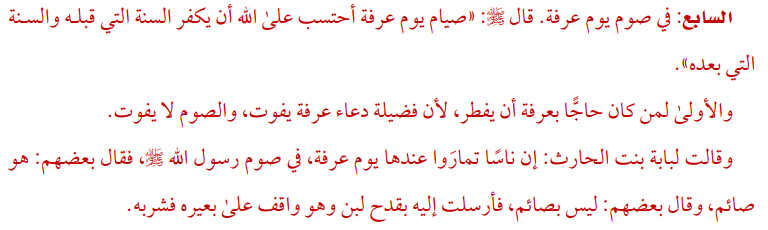 السابع: في صوم يوم عرفة. قال ﷺ: «صيام يوم عرفة أحتسب علىٰ الله أن يكفر السنة التي قبلـه والسـنة
التي بعده».
والأولىٰ لمن كان حاجًّا بعرفة أن يفطر، لأن فضيلة دعاء عرفة يفوت، والصوم لا يفوت.
وقالت لبابة بنت الحارث: إن ناسًا تمارَوا عندها يوم عرفة، في صوم رسول الله ﷺ، فقال بعضهم: هو
صائم، وقال بعضهم: ليس بصائم، فأرسلت إليه بقدح لبن وهو واقف علىٰ بعيره فشربه.